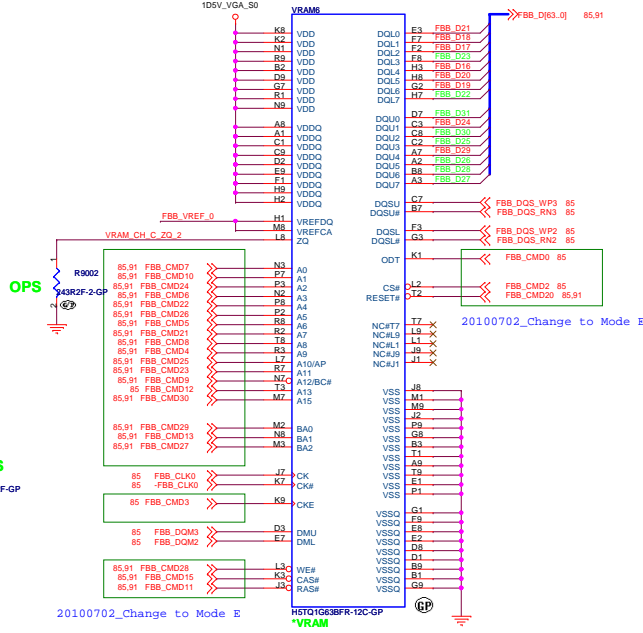 1D5V_VGA_S0
VRAM6
FBB_D[63..0] 85,91
K8 VDD DQL0 E3 FBB_D21
K2 VDD DQL1 F7 FBB_D18
N1 VDD DQL2 F2 FBB_D17
R9 VDD DQL3 F8 FBB_D23
B2 VDD DQL4 H3 FBB_D16
D9 VDD DQL5 H8 FBB_D20
G7 VDD DQL6 G2 FBB_D19
R1 VDD DQL7 H7 FBB_D22
N9 VDD
DQU0 D7 FBB_D31
A8 VDDQ DQU1 C3 FBB_D24
A1 VDDQ DQU2 C8 FBB_D30
C1 VDDQ DQU3 C2 FBB_D25
C9 VDDQ DQU4 A7 FBB_D29
D2 VDDQ DQU5 A2 FBB_D26
E9 VDDQ DQU6 B8 FBB_D28
F1 VDDQ DQU7 A3 FBB_D27
H9 VDDQ
H2 VDDQ DQSU C7 FBB_DQS_WP3 85
DQSU# B7 FBB_DQS_RN3 85
FBB_VREF_0 H1 VREFDQ
M8 VREFCA DQSL F3 FBB_DQS_WP2 85
VRAM_CH_C_ZQ_2 L8 ZQ DQSL# G3 FBB_DQS_RN2 85
ODT K1 FBB_CMD0 85
85,91 FBB_CMD7 N3 A0
85,91 FBB_CMD10 P7 A1
85,91 FBB_CMD24 P3 A2 CS# L2 FBB_CMD2 85
85,91 FBB_CMD6 N2 A3 RESET# T2 FBB_CMD20 85,91
85,91 FBB_CMD22 P8 A4
85,91 FBB_CMD26 P2 A5
85,91 FBB_CMD5 R8 A6
85,91 FBB_CMD21 R2 A7
85,91 FBB_CMD8 T8 A8
85,91 FBB_CMD4 R3 A9
85,91 FBB_CMD25 L7 A10/AP
85,91 FBB_CMD23 R7 A11
85,91 FBB_CMD9 N7 A12/BC#
85 FBB_CMD12 T3 A13
85,91 FBB_CMD30 M7 A15
OPS
1
R9002
243R2F-2-GP
2
20100702_Change to Mode E
NC#T7 T7
NC#L9 L9
NC#L1 L1
NC#J9 J9
NC#J1 J1
85,91 FBB_CMD29 M2 BA0
85,91 FBB_CMD13 N8 BA1
85,91 FBB_CMD27 M3 BA2
VSS J8
VSS M1
VSS M9
VSS J2
VSS P9
VSS G8
VSS B3
VSS T1
VSS A9
VSS T9
VSS E1
VSS P1
S
F-GP
85 FBB_CLK0 J7 CK
85 -FBB_CLK0 K7 CK#
85 FBB_CMD3 K9 CKE
85 FBB_DQM3 D3 DMU
85 FBB_DQM2 E7 DML
85,91 FBB_CMD28 L3 WE#
85,91 FBB_CMD15 K3 CAS#
85,91 FBB_CMD11 J3 RAS#
VSSQ G1
VSSQ F9
VSSQ E8
VSSQ E2
VSSQ D8
VSSQ D1
VSSQ B9
VSSQ B1
VSSQ G9
H5TQ1G63BFR-12C-GP
GP
*VRAM
20100702_Change to Mode E